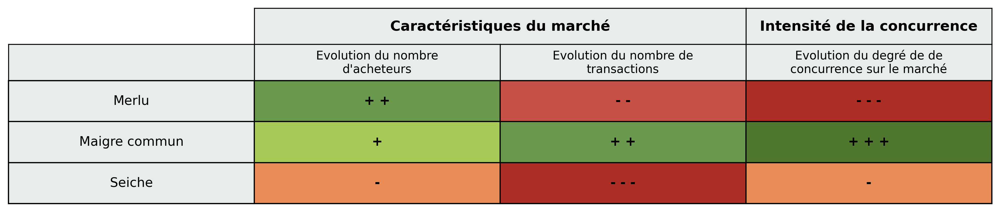 Caractéristiques du marché
Intensité de la concurrence
Evolution du nombre
d'acheteurs
Evolution du nombre de
transactions
Evolution du degré de de
concurrence sur le marché
Merlu
+ +
- -
- - -
Maigre commun
+
+ +
+ + +
Seiche
-
- - -
-